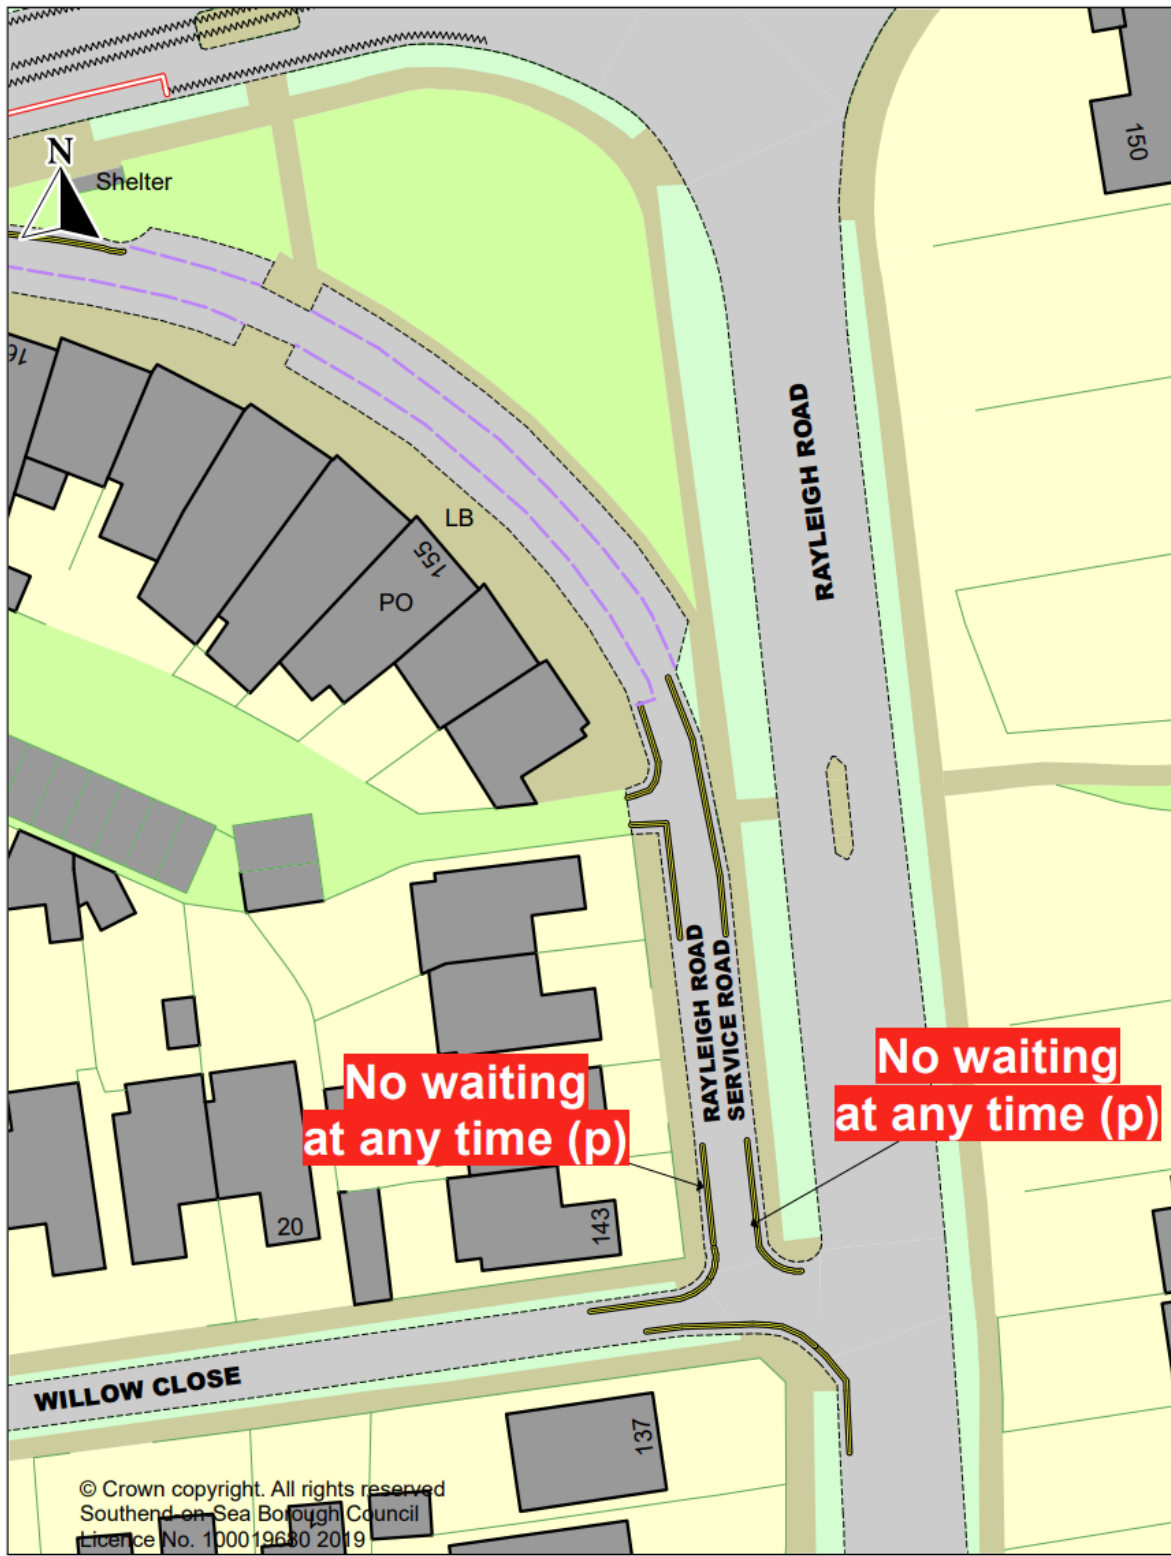 150
N
Shelter
RAYLEIGH ROAD
LB
155
PO
RAYLEIGH ROAD
SERVICE ROAD
No waiting
at any time (p)
No waiting
at any time (p)
20
143
WILLOW CLOSE
137
© Crown copyright. All rights reserved
Southend-on-Sea Borough Council
Licence No. 100019680 2019